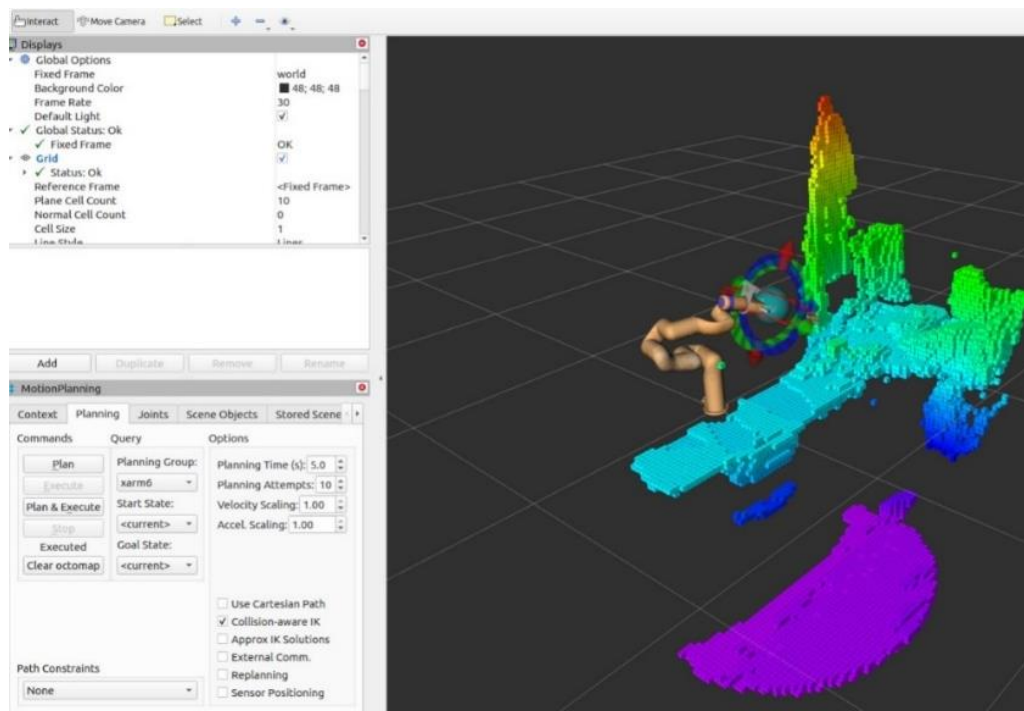 Interact Move Camera Select
Displays
Global Options
Fixed Frame world
Background Color 48; 48; 48
Frame Rate 30
Default Light
Global Status: Ok
Fixed Frame OK
Grid
Status: Ok
Reference Frame <Fixed Frame>
Plane Cell Count 10
Normal Cell Count 0
Cell Size 1
Line Style Lines
Add Duplicate Remove Rename
MotionPlanning
Context Planning Joints Scene Objects Stored Scene
Commands Query Options
Plan Planning Group: Planning Time (s): 5.0
Execute xarm6 Planning Attempts: 10
Plan & Execute Start State: Velocity Scaling: 1.00
Stop <current> Accel. Scaling: 1.00
Executed Goal State:
Clear octomap <current>
Use Cartesian Path
Collision-aware IK
Approx IK Solutions
External Comm.
Path Constraints Replanning
None Sensor Positioning